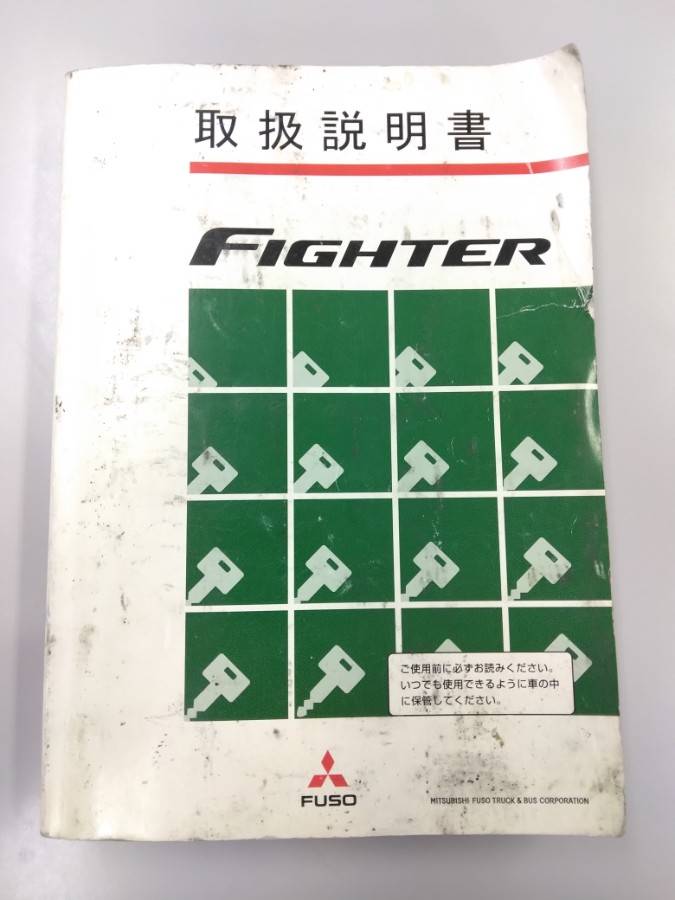 取扱説明書
FIGHTER
ご使用前に必ずお読みください。
いつでも使用できるように車の中
に保管してください。
FUSO
MITSUBISHI FUSO TRUCK & BUS CORPORATION